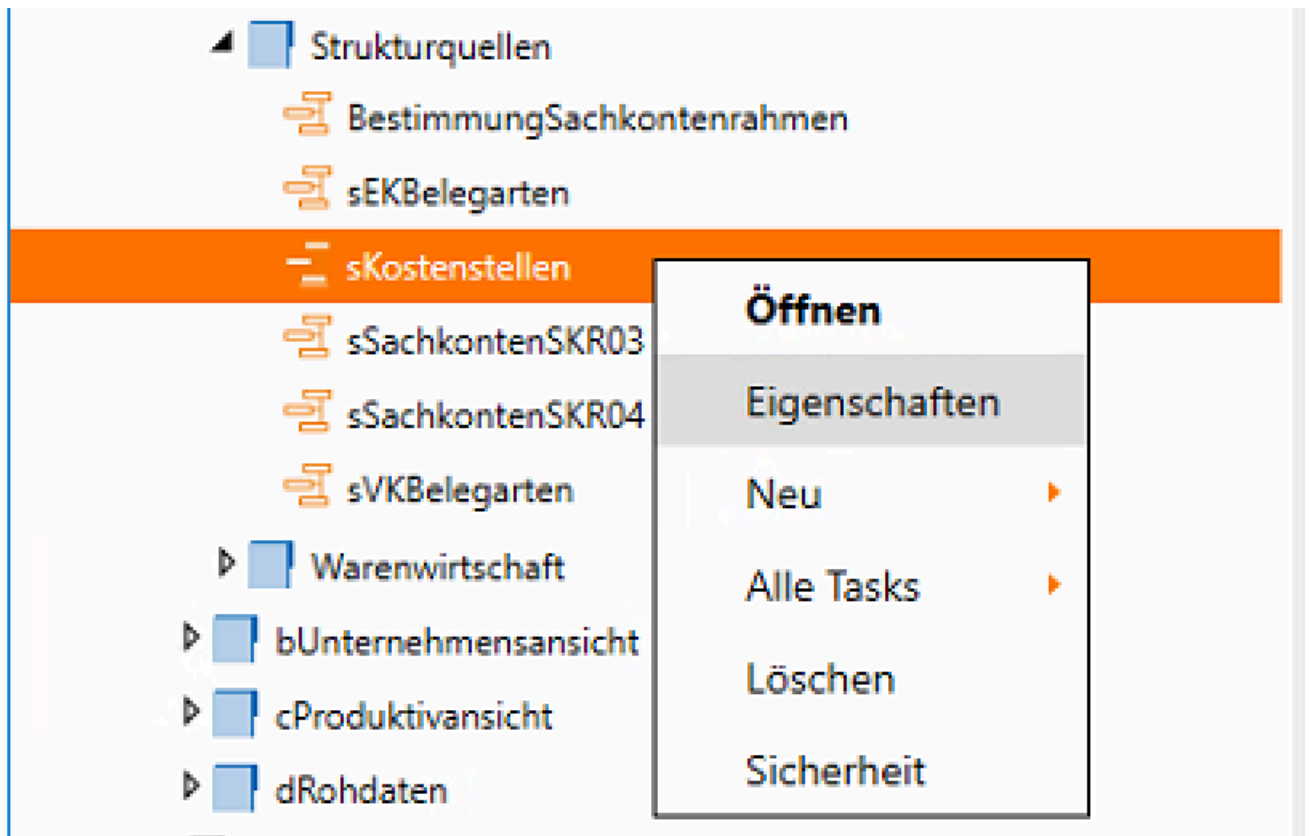 Strukturquellen
BestimmungSachkontenrahmen
sEKBelegarten
sKostenstellen
sSachkontenSKR03
sSachkontenSKR04
sVKBelegarten
Warenwirtschaft
bUnternehmensansicht
cProduktivansicht
dRohdaten
Öffnen
Eigenschaften
Neu
Alle Tasks
Löschen
Sicherheit